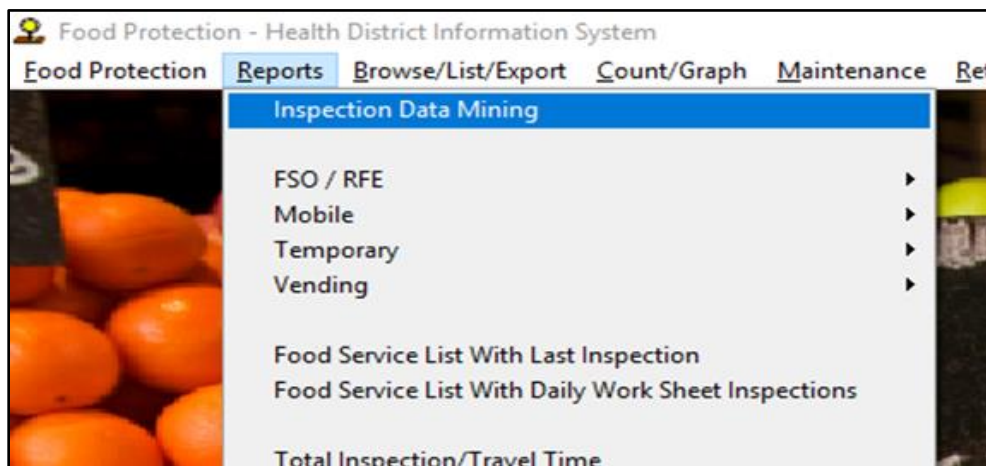 Food Protection - Health District Information System
Food Protection Reports Browse/List/Export Count/Graph Maintenance
Inspection Data Mining
FSO / RFE
Mobile
Temporary
Vending
Food Service List With Last Inspection
Food Service List With Daily Work Sheet Inspections
Total Inspection/Travel Time